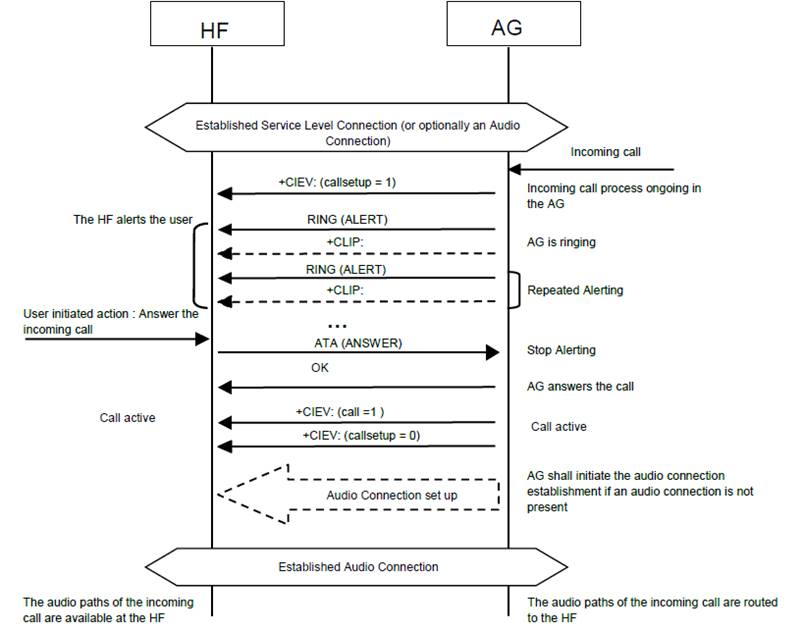 HF
AG
Established Service Level Connection (or optionally an Audio
Connection)
Incoming call
+CIEV: (callsetup = 1)
Incoming call process ongoing in
the AG
The HF alerts the user
RING (ALERT)
+CLIP:
AG is ringing
RING (ALERT)
+CLIP:
Repeated Alerting
User initiated action : Answer the
incoming call
...
ATA (ANSWER)
Stop Alerting
OK
AG answers the call
Call active
+CIEV: (call =1 )
Call active
+CIEV: (callsetup = 0)
Audio Connection set up
AG shall initiate the audio connection
establishment if an audio connection is not
present
Established Audio Connection
The audio paths of the incoming
call are available at the HF
The audio paths of the incoming call are routed
to the HF